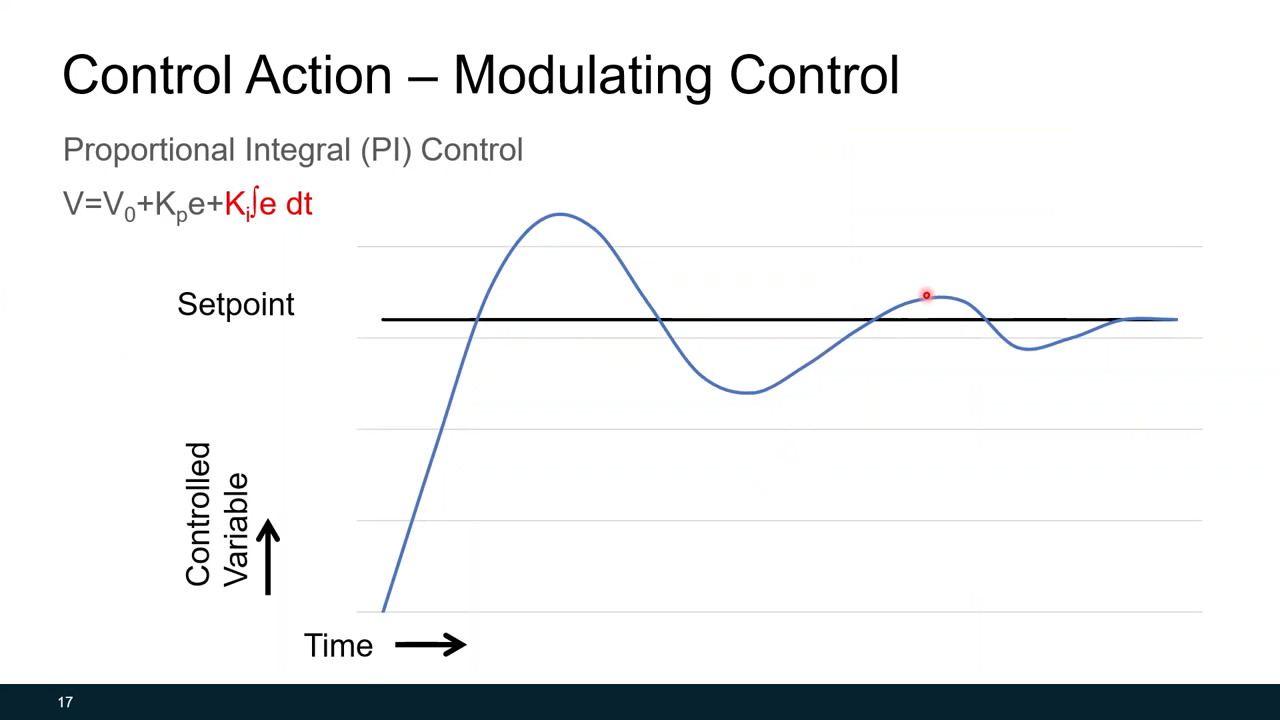 Control Action – Modulating Control
Proportional Integral (PI) Control
V=V₀+Kₚe+Kᵢ∫e dt
Setpoint
Controlled
Variable
Time
17